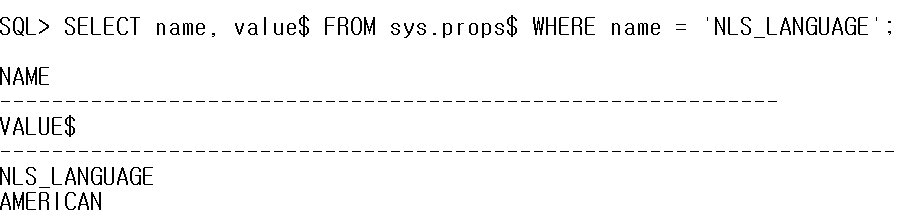 SQL> SELECT name, value$ FROM sys.props$ WHERE name = 'NLS_LANGUAGE';
NAME
------------------------------------------------------------
VALUE$
---------------------------------------------------------------------
NLS_LANGUAGE
AMERICAN